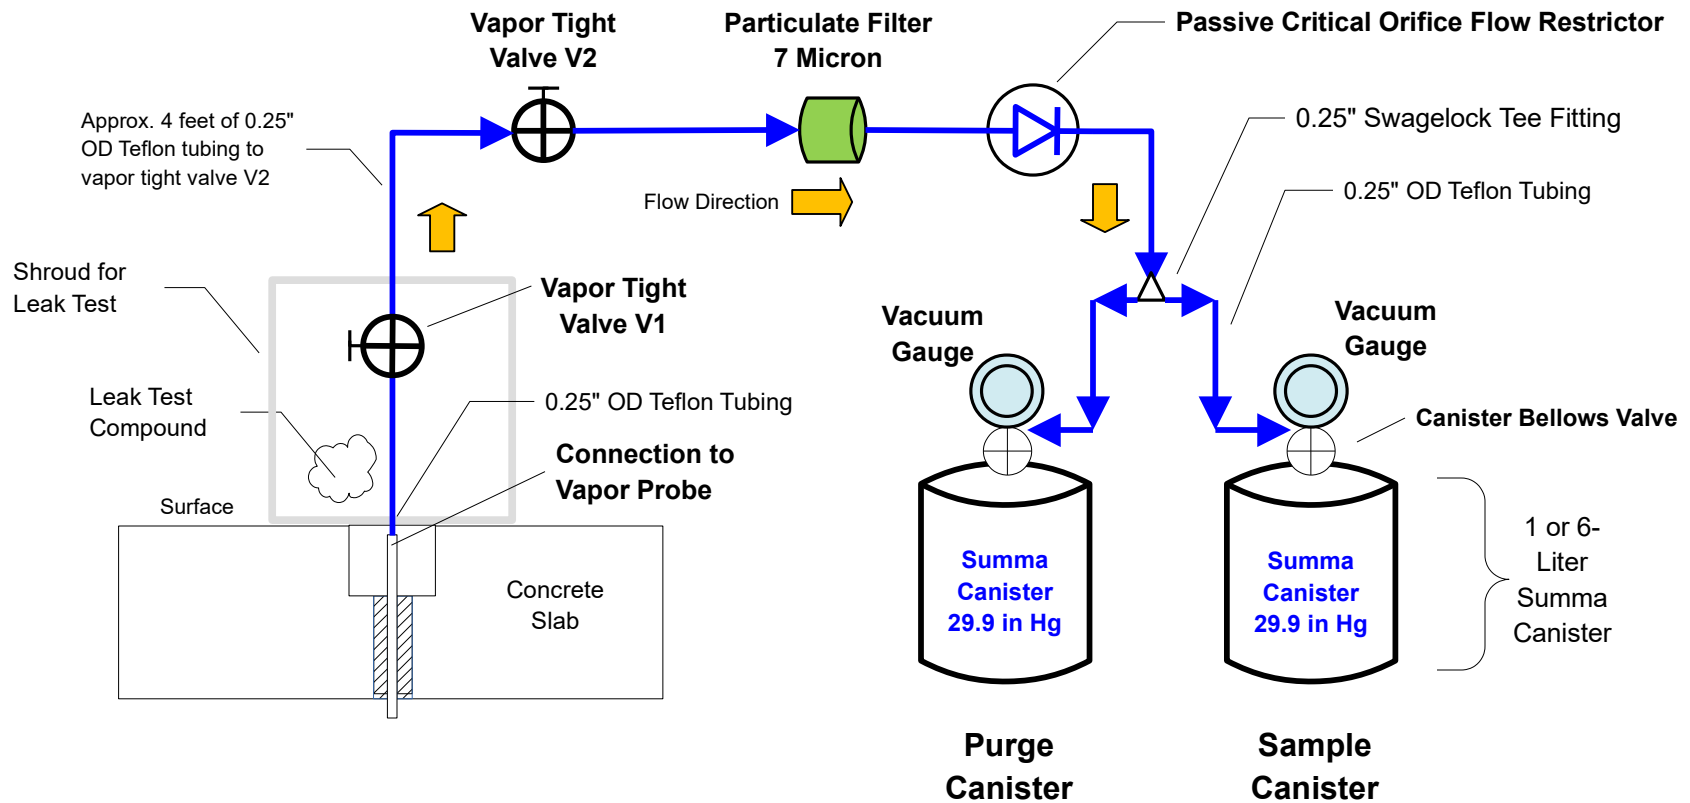 Vapor Tight
Valve V2
Particulate Filter
7 Micron
Passive Critical Orifice Flow Restrictor
Approx. 4 feet of 0.25"
OD Teflon tubing to
vapor tight valve V2
0.25" Swagelock Tee Fitting
0.25" OD Teflon Tubing
Flow Direction
Shroud for
Leak Test
Vapor Tight
Valve V1
Vacuum
Gauge
Vacuum
Gauge
Leak Test
Compound
0.25" OD Teflon Tubing
Canister Bellows Valve
Connection to
Vapor Probe
Surface
Concrete
Slab
Summa
Canister
29.9 in Hg
Summa
Canister
29.9 in Hg
1 or 6-
Liter
Summa
Canister
Purge
Canister
Sample
Canister